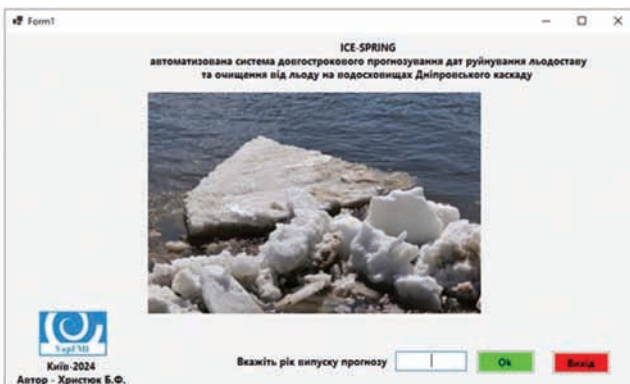 Form1
ICE-SPRING
автоматизована система довгострокового прогнозування дат руйнування льодоставу
та очищення від льоду на водосховищах Дніпровського каскаду
УкрГМІ
Київ-2024
Автор - Христюк Б.Ф.
Вкажіть рік випуску прогнозу
Ok
Вихід